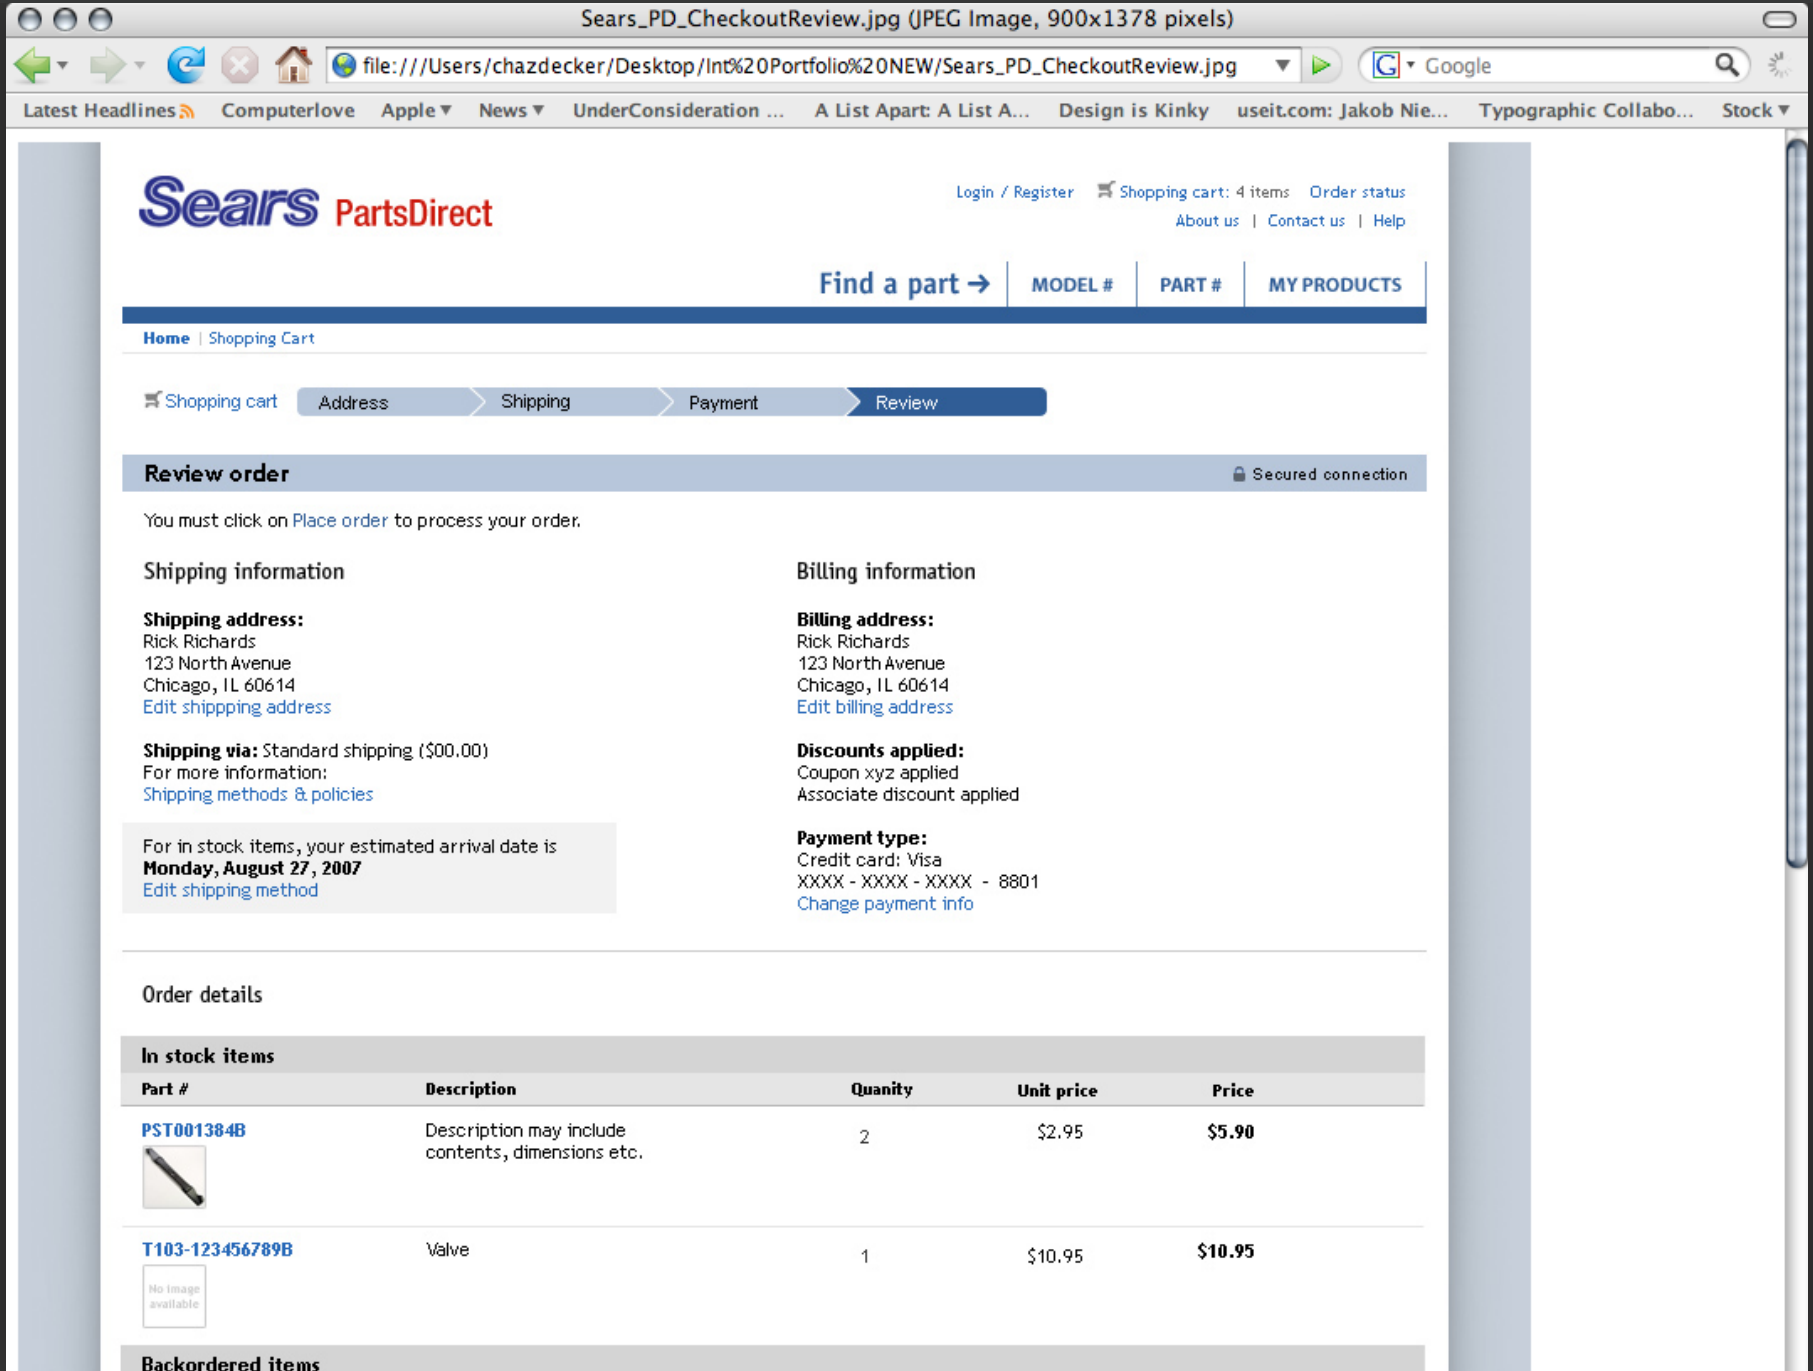 Sears_PD_CheckoutReview.jpg (JPEG Image, 900x1378 pixels)
file:///Users/chazdecker/Desktop/Int%20Portfolio%20NEW/Sears_PD_CheckoutReview.jpg
G Google
Latest Headlines Computerlove Apple News UnderConsideration ... A List Apart: A List A... Design is Kinky useit.com: Jakob Nie... Typographic Collabo... Stock
Sears PartsDirect
Login / Register Shopping cart: 4 items Order status
About us | Contact us | Help
Find a part → MODEL # PART # MY PRODUCTS
Home | Shopping Cart
Shopping cart Address Shipping Payment Review
Review order Secured connection
You must click on Place order to process your order.
Shipping information
Shipping address:
Rick Richards
123 North Avenue
Chicago, IL 60614
Edit shippping address
Shipping via: Standard shipping ($00.00)
For more information:
Shipping methods & policies
For in stock items, your estimated arrival date is
Monday, August 27, 2007
Edit shipping method
Billing information
Billing address:
Rick Richards
123 North Avenue
Chicago, IL 60614
Edit billing address
Discounts applied:
Coupon xyz applied
Associate discount applied
Payment type:
Credit card: Visa
XXXX - XXXX - XXXX - 8801
Change payment info
Order details
In stock items
Part # Description Quanity Unit price Price
PST001384B Description may include 2 $2.95 $5.90
contents, dimensions etc.
T103-123456789B Valve 1 $10.95 $10.95
No Image
available
Backordered items